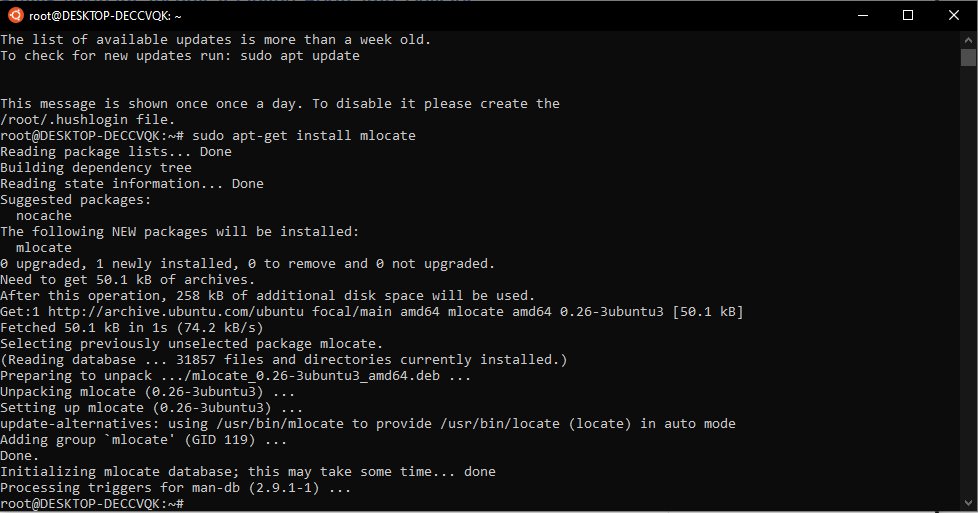 root@DESKTOP-DECCVQK: ~
The list of available updates is more than a week old.
To check for new updates run: sudo apt update
This message is shown once once a day. To disable it please create the
/root/.hushlogin file.
root@DESKTOP-DECCVQK:~# sudo apt-get install mlocate
Reading package lists... Done
Building dependency tree
Reading state information... Done
Suggested packages:
  nocache
The following NEW packages will be installed:
  mlocate
0 upgraded, 1 newly installed, 0 to remove and 0 not upgraded.
Need to get 50.1 kB of archives.
After this operation, 258 kB of additional disk space will be used.
Get:1 http://archive.ubuntu.com/ubuntu focal/main amd64 mlocate amd64 0.26-3ubuntu3 [50.1 kB]
Fetched 50.1 kB in 1s (74.2 kB/s)
Selecting previously unselected package mlocate.
(Reading database ... 31857 files and directories currently installed.)
Preparing to unpack .../mlocate_0.26-3ubuntu3_amd64.deb ...
Unpacking mlocate (0.26-3ubuntu3) ...
Setting up mlocate (0.26-3ubuntu3) ...
update-alternatives: using /usr/bin/mlocate to provide /usr/bin/locate (locate) in auto mode
Adding group `mlocate' (GID 119) ...
Done.
Initializing mlocate database; this may take some time... done
Processing triggers for man-db (2.9.1-1) ...
root@DESKTOP-DECCVQK:~#